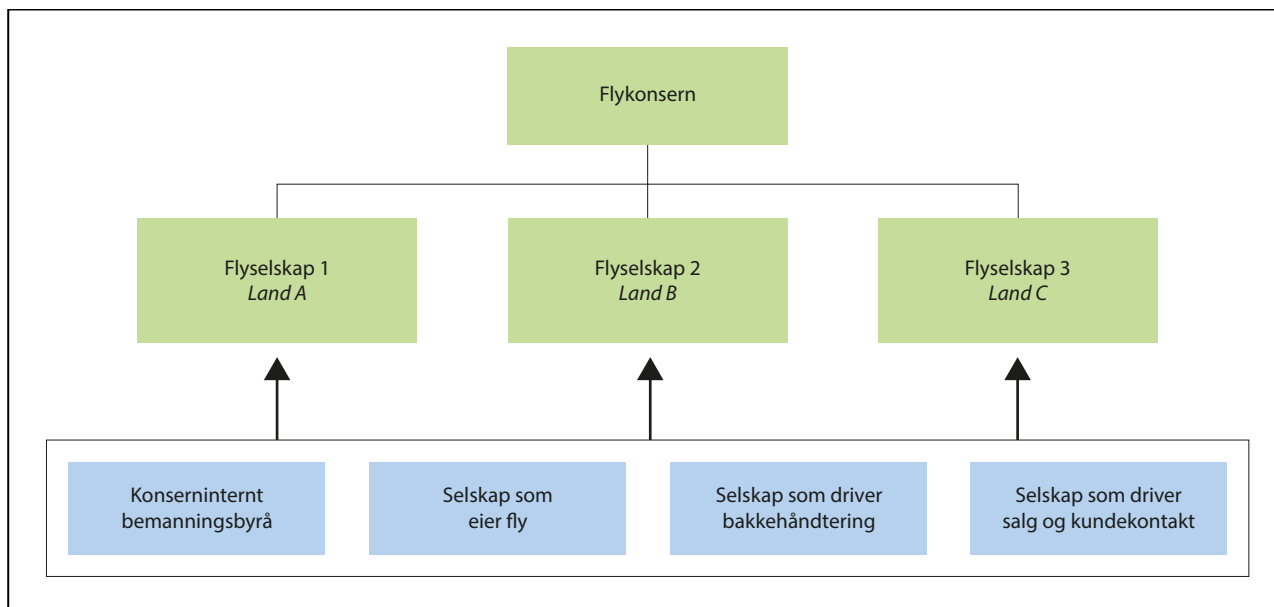 Flykonsern
Flyselskap 1
Land A
Flyselskap 2
Land B
Flyselskap 3
Land C
Konserninternt
bemanningsbyrå
Selskap som
eier fly
Selskap som driver
bakkehåndtering
Selskap som driver
salg og kundekontakt